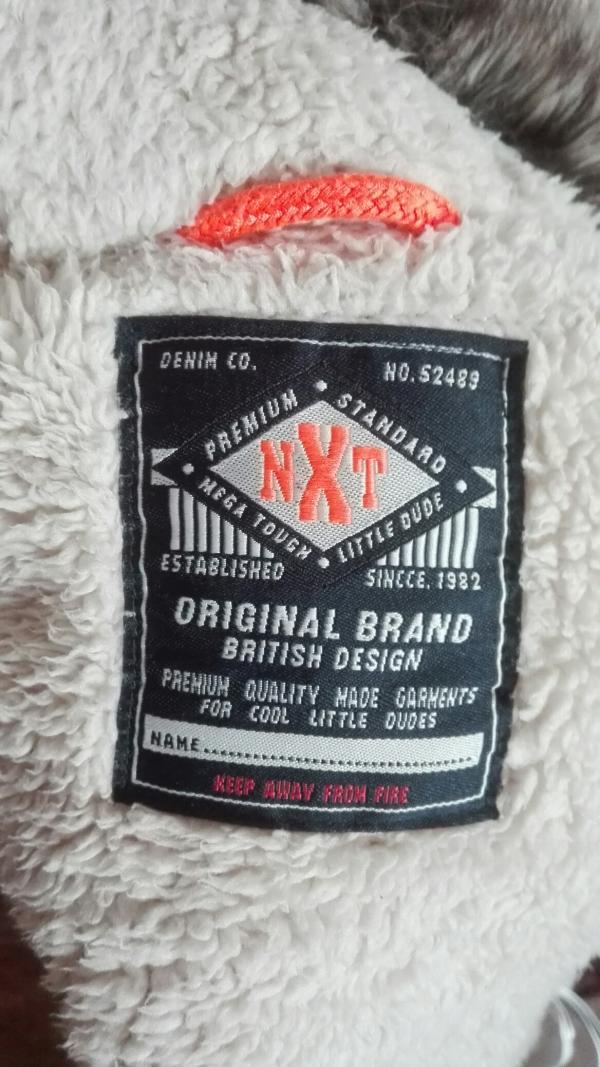 DENIM CO.
NO.52489
PREMIUM STANDARD
NXT
MEGA TOUGH LITTLE DUDE
ESTABLISHED
SINCCE. 1982
ORIGINAL BRAND
BRITISH DESIGN
PREMIUM QUALITY MADE GARMENTS
FOR COOL LITTLE DUDES
NAME
KEEP AWAY FROM FIRE